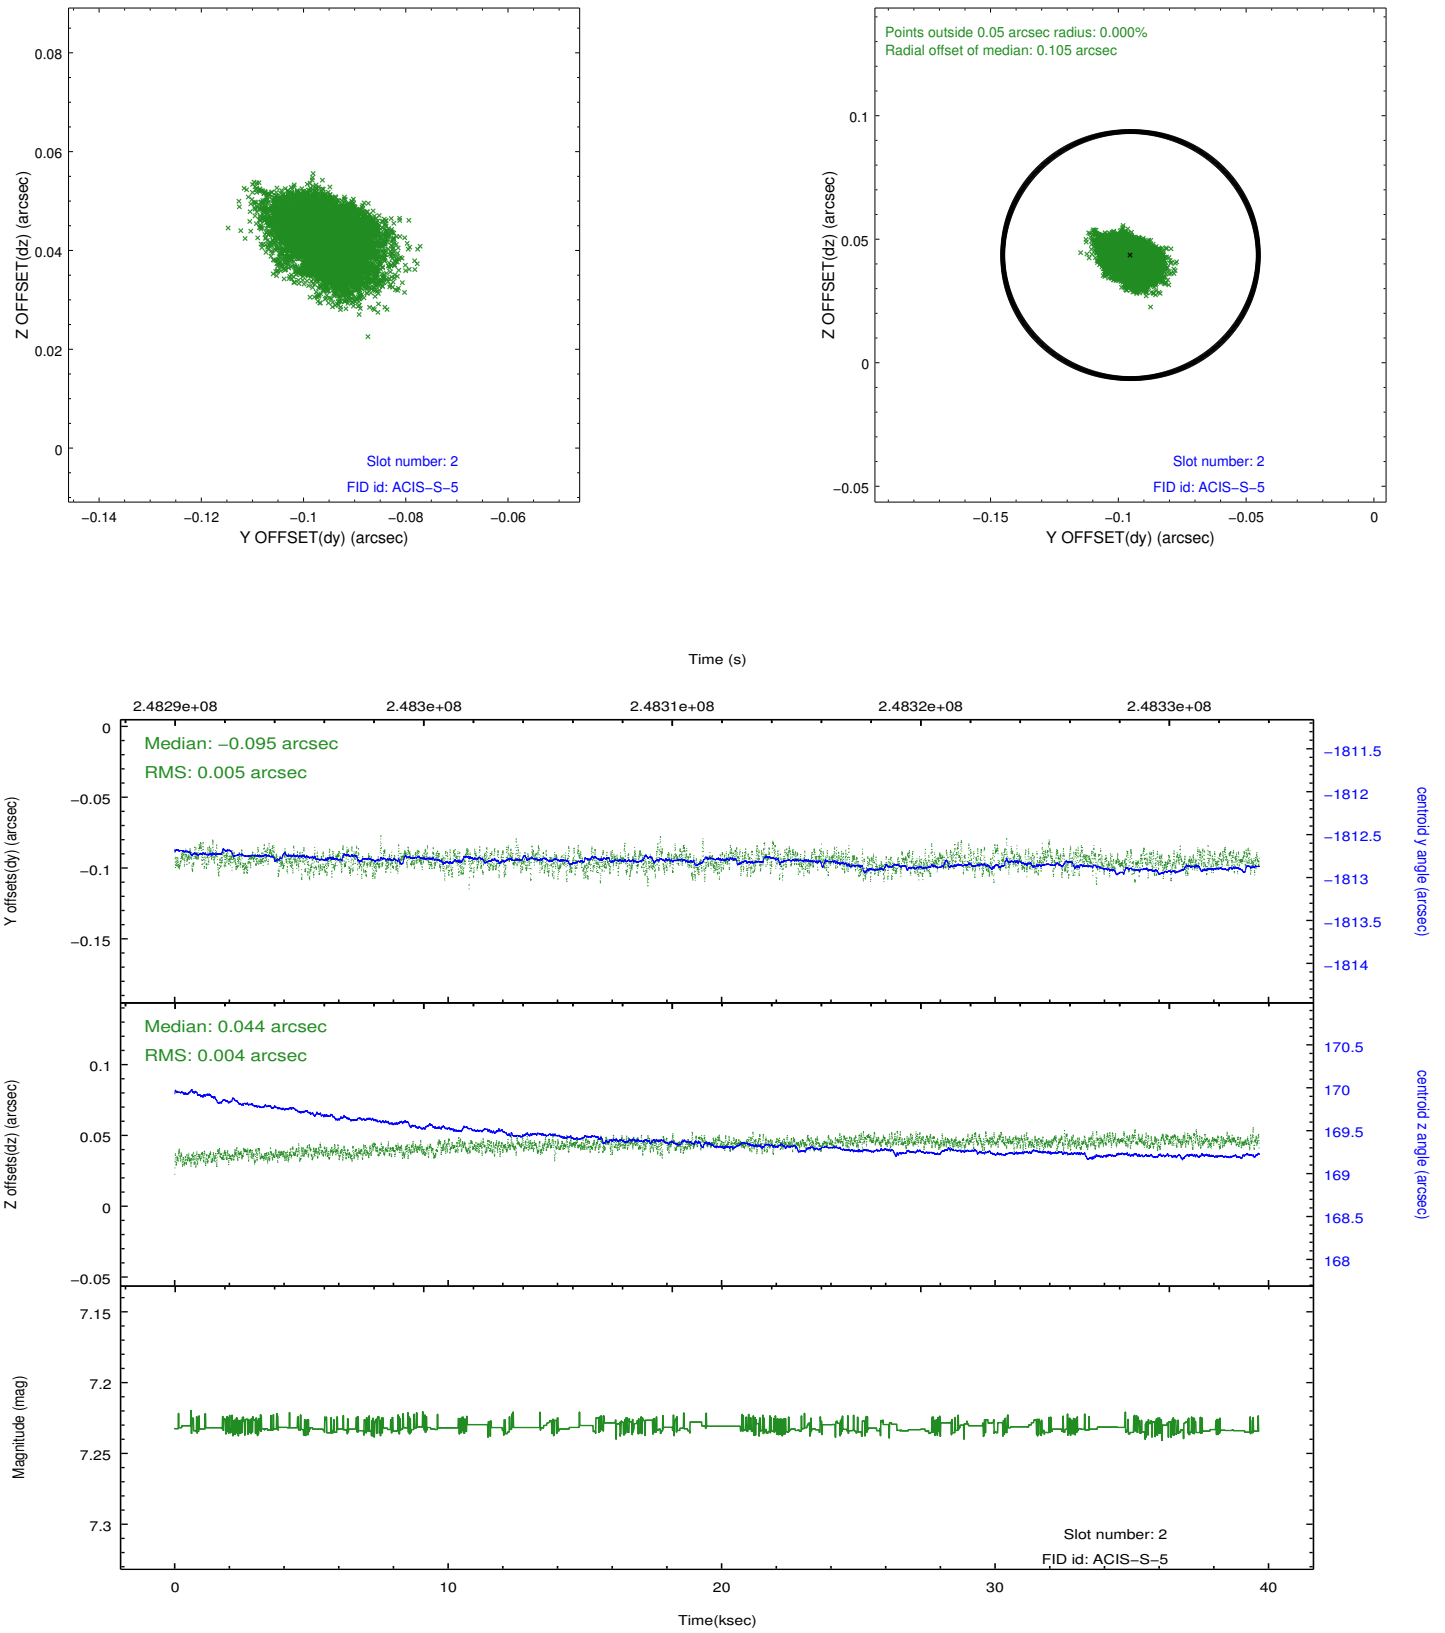 0.08
0.06
0.04
0.02
0
Z OFFSET(dz) (arcsec)
Slot number: 2
FID id: ACIS−S−5
−0.14 −0.12 −0.1 −0.08 −0.06
Y OFFSET(dy) (arcsec)
Points outside 0.05 arcsec radius: 0.000%
Radial offset of median: 0.105 arcsec
0.1
0.05
0
−0.05
Z OFFSET(dz) (arcsec)
Slot number: 2
FID id: ACIS−S−5
−0.15 −0.1 −0.05 0
Y OFFSET(dy) (arcsec)
Time (s)
2.4829e+08 2.483e+08 2.4831e+08 2.4832e+08 2.4833e+08
Median: −0.095 arcsec
RMS: 0.005 arcsec
0
−0.05
−0.1
−0.15
Y offsets(dy) (arcsec)
−1811.5
−1812
−1812.5
−1813
−1813.5
−1814
centroid y angle (arcsec)
Median: 0.044 arcsec
RMS: 0.004 arcsec
0.1
0.05
0
−0.05
Z offsets(dz) (arcsec)
170.5
170
169.5
169
168.5
168
centroid z angle (arcsec)
7.15
7.2
7.25
7.3
Magnitude (mag)
Slot number: 2
FID id: ACIS−S−5
0 10 20 30 40
Time(ksec)